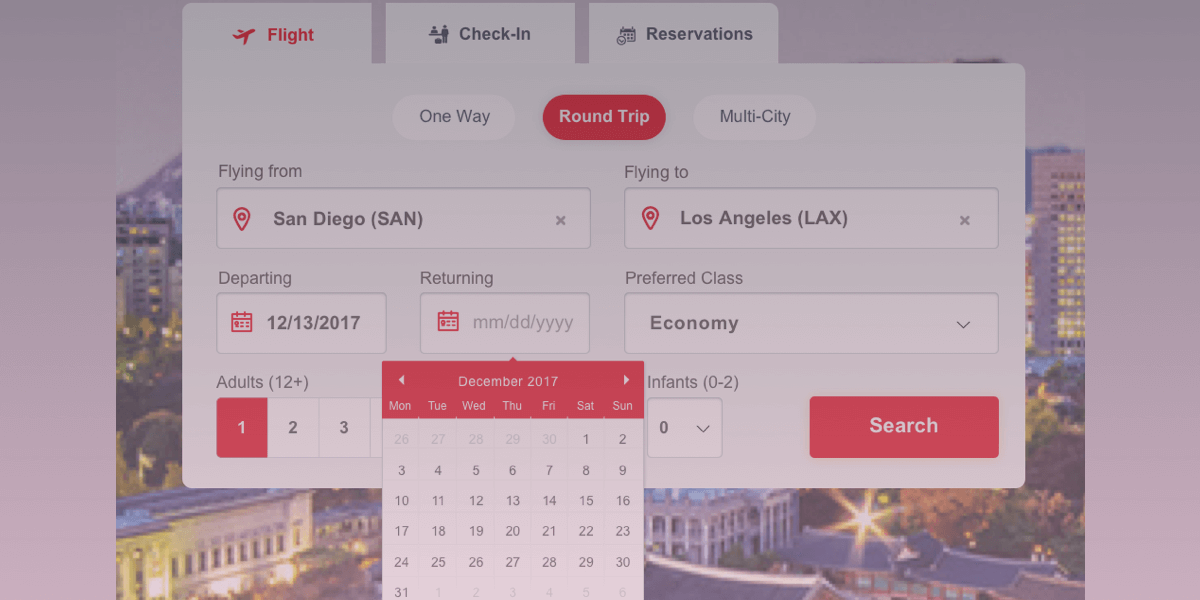 Flight
Check-In
Reservations
One Way
Round Trip
Multi-City
Flying from
Flying to
San Diego (SAN)
×
Los Angeles (LAX)
×
Departing
Returning
Preferred Class
12/13/2017
mm/dd/yyyy
Economy
Adults (12+)
Infants (0-2)
1
2
3
0
Search
December 2017
Mon Tue Wed Thu Fri Sat Sun
26 27 28 29 30 1 2
3 4 5 6 7 8 9
10 11 12 13 14 15 16
17 18 19 20 21 22 23
24 25 26 27 28 29 30
31 1 2 3 4 5 6